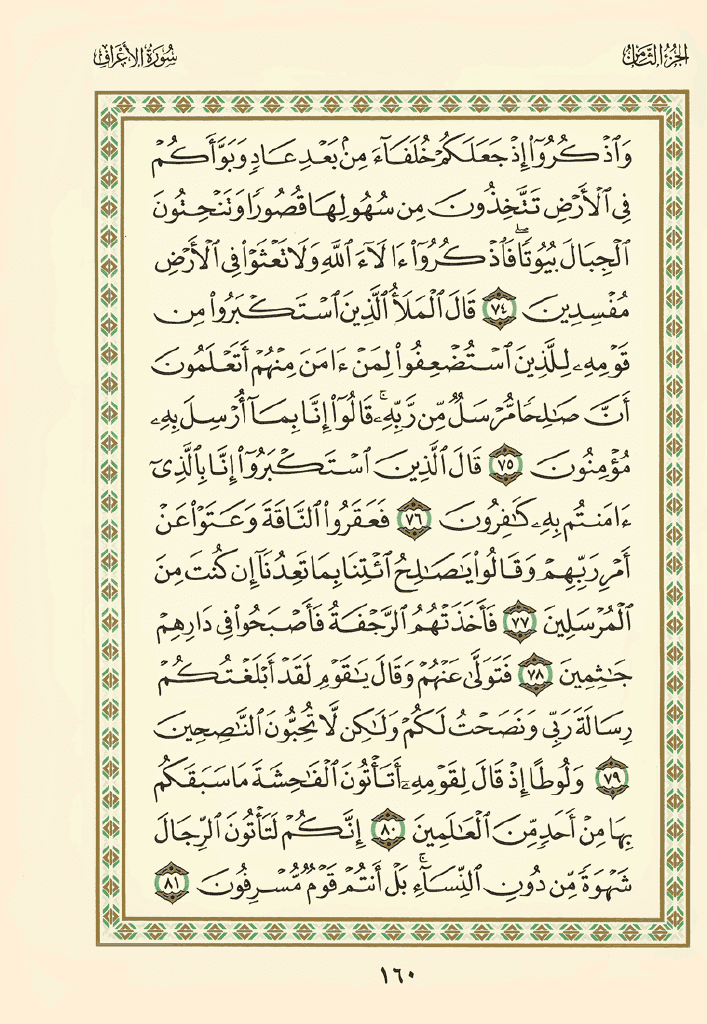 الجزء الثامن
سورة الأعراف
وَٱذۡكُرُوٓاْ إِذۡ جَعَلَكُمۡ خُلَفَآءَ مِنۢ بَعۡدِ عَادٖ وَبَوَّأَكُمۡ
فِي ٱلۡأَرۡضِ تَتَّخِذُونَ مِن سُهُولِهَا قُصُورٗا وَتَنۡحِتُونَ
ٱلۡجِبَالَ بُيُوتٗاۖ فَٱذۡكُرُوٓاْ ءَالَآءَ ٱللَّهِ وَلَا تَعۡثَوۡاْ فِي ٱلۡأَرۡضِ
مُفۡسِدِينَ ٧٤ قَالَ ٱلۡمَلَأُ ٱلَّذِينَ ٱسۡتَكۡبَرُواْ مِن
قَوۡمِهِۦ لِلَّذِينَ ٱسۡتُضۡعِفُواْ لِمَنۡ ءَامَنَ مِنۡهُمۡ أَتَعۡلَمُونَ
أَنَّ صَٰلِحٗا مُّرۡسَلٞ مِّن رَّبِّهِۦۚ قَالُوٓاْ إِنَّا بِمَآ أُرۡسِلَ بِهِۦ
مُؤۡمِنُونَ ٧٥ قَالَ ٱلَّذِينَ ٱسۡتَكۡبَرُوٓاْ إِنَّا بِٱلَّذِيٓ
ءَامَنتُم بِهِۦ كَٰفِرُونَ ٧٦ فَعَقَرُواْ ٱلنَّاقَةَ وَعَتَوۡاْ عَنۡ
أَمۡرِ رَبِّهِمۡ وَقَالُواْ يَٰصَٰلِحُ ٱئۡتِنَا بِمَا تَعِدُنَآ إِن كُنتَ مِنَ
ٱلۡمُرۡسَلِينَ ٧٧ فَأَخَذَتۡهُمُ ٱلرَّجۡفَةُ فَأَصۡبَحُواْ فِي دَارِهِمۡ
جَٰثِمِينَ ٧٨ فَتَوَلَّىٰ عَنۡهُمۡ وَقَالَ يَٰقَوۡمِ لَقَدۡ أَبۡلَغۡتُكُمۡ
رِسَالَةَ رَبِّي وَنَصَحۡتُ لَكُمۡ وَلَٰكِن لَّا تُحِبُّونَ ٱلنَّٰصِحِينَ
٧٩ وَلُوطًا إِذۡ قَالَ لِقَوۡمِهِۦٓ أَتَأۡتُونَ ٱلۡفَٰحِشَةَ مَا سَبَقَكُم
بِهَا مِنۡ أَحَدٖ مِّنَ ٱلۡعَٰلَمِينَ ٨٠ إِنَّكُمۡ لَتَأۡتُونَ ٱلرِّجَالَ
شَهۡوَةٗ مِّن دُونِ ٱلنِّسَآءِۚ بَلۡ أَنتُمۡ قَوۡمٞ مُّسۡرِفُونَ ٨١
١٦٠